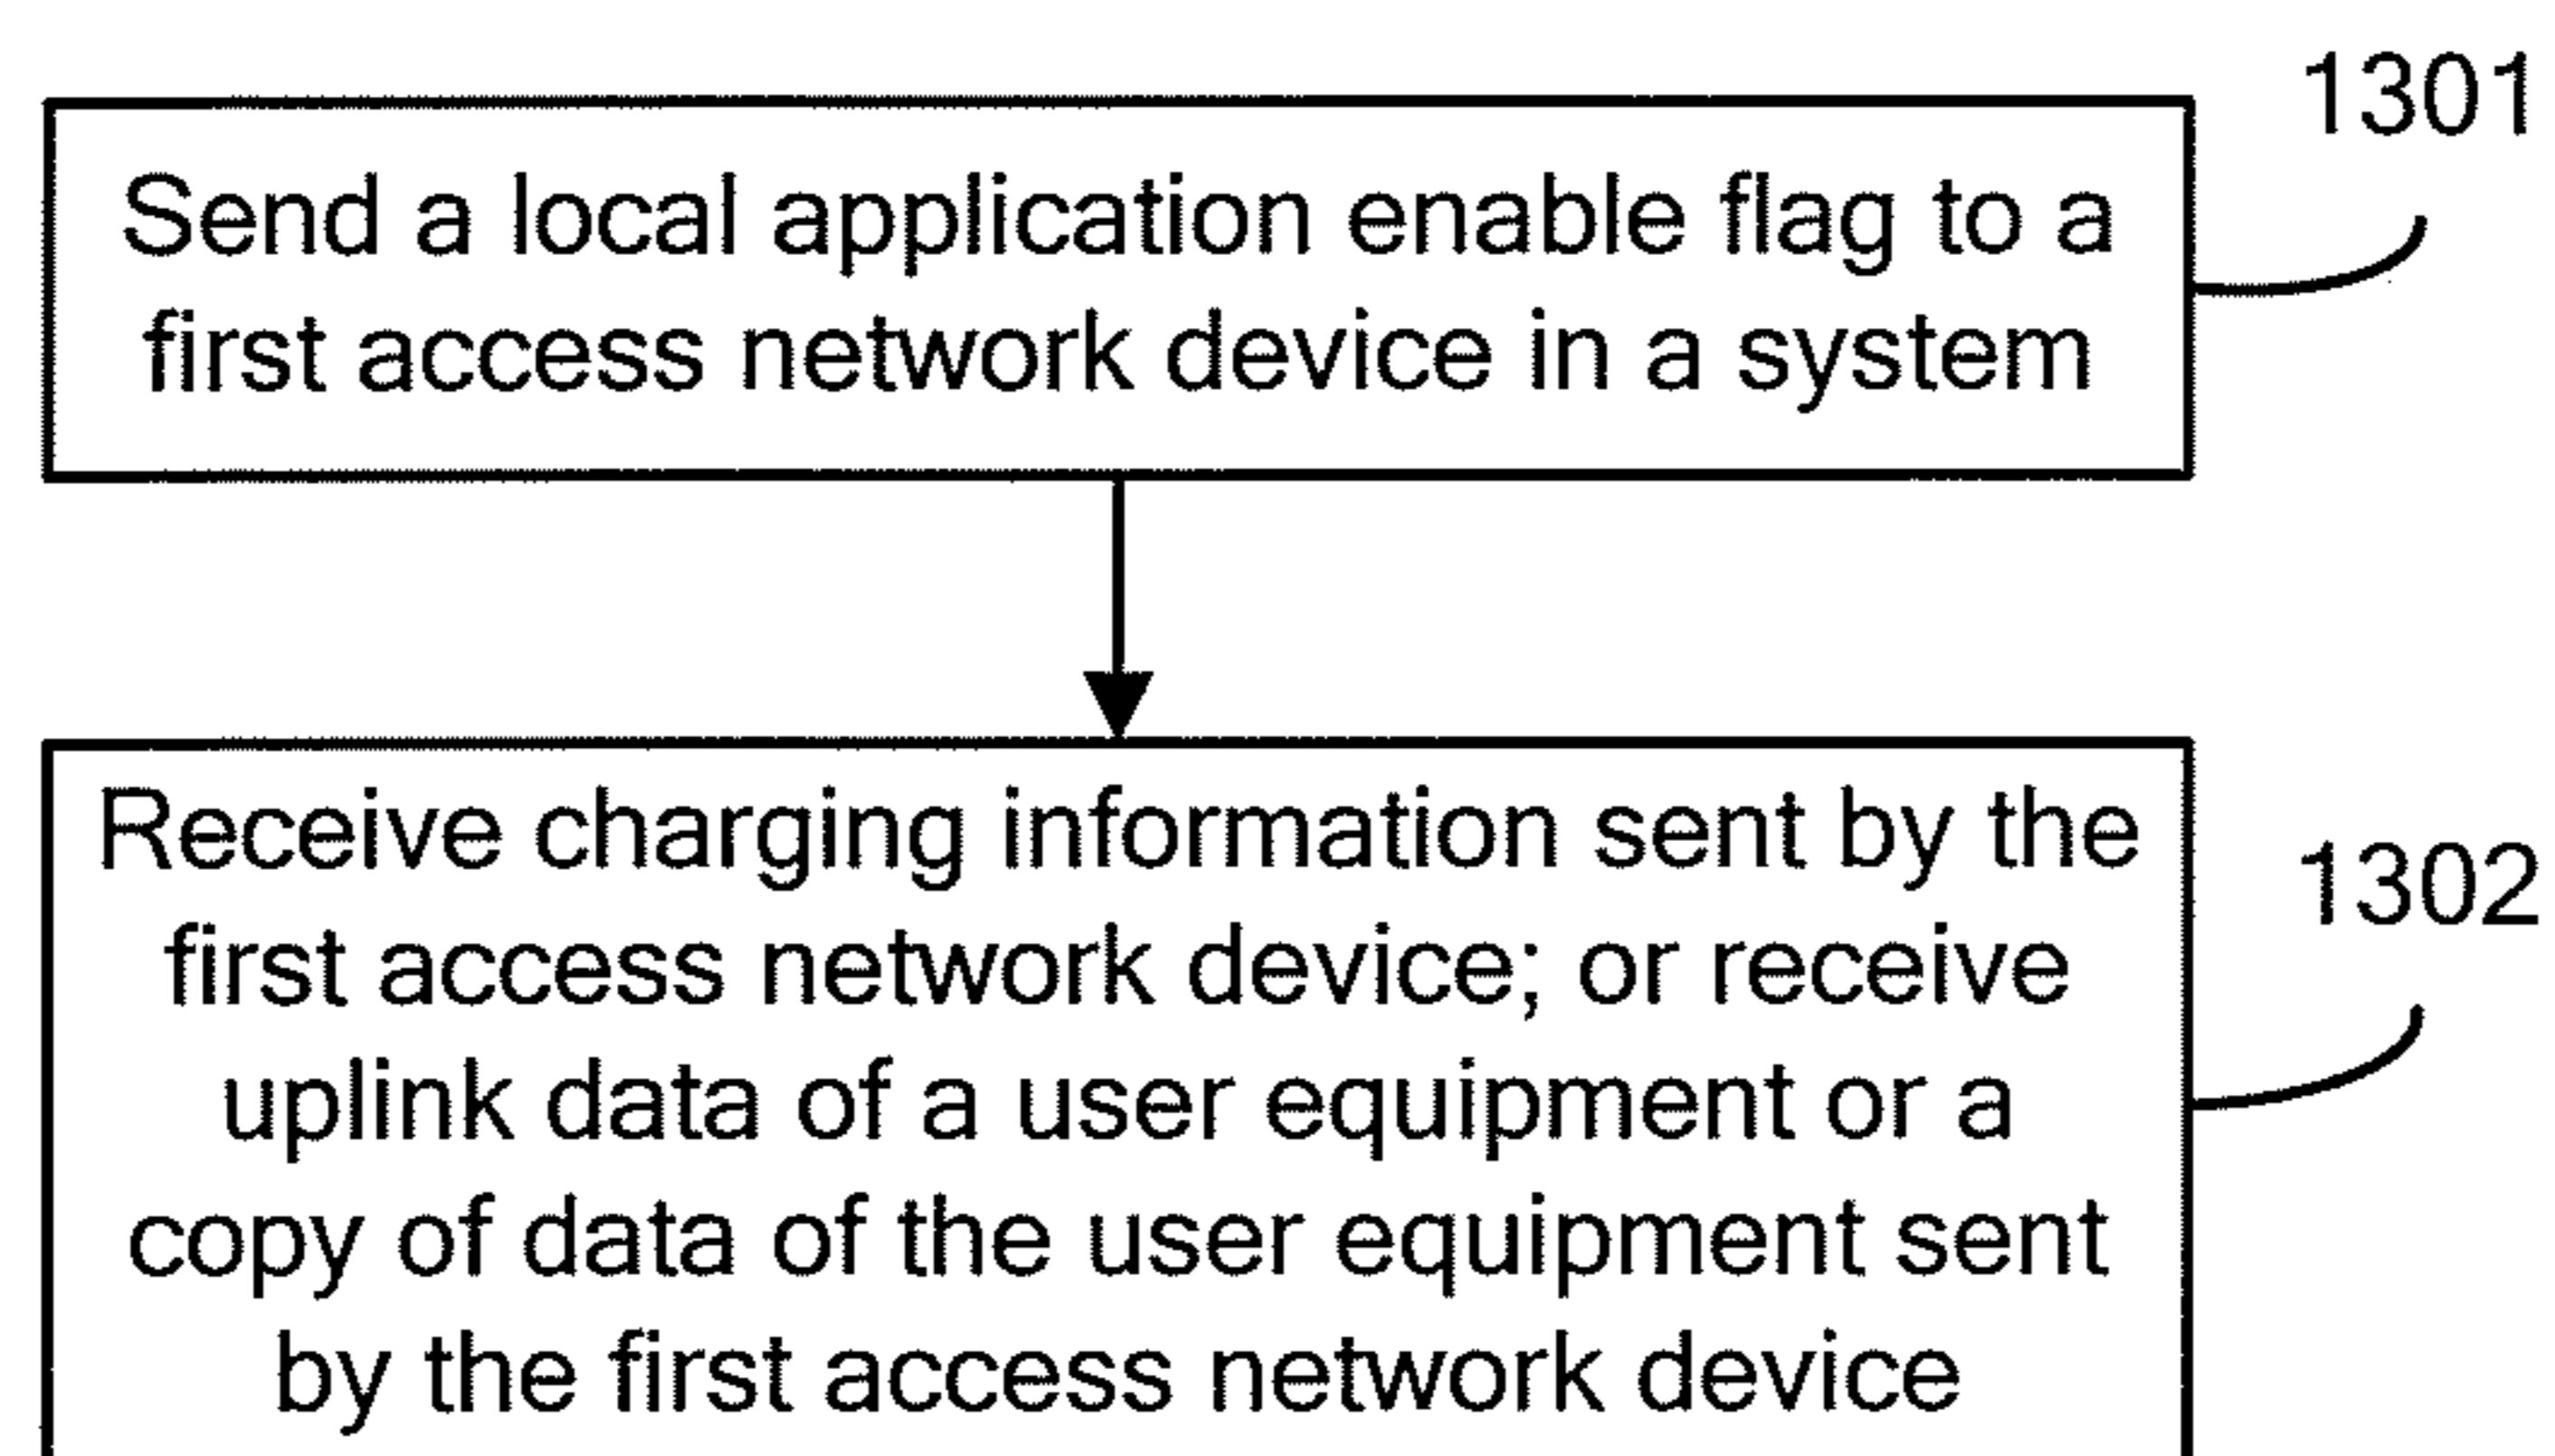 1301
Send a local application enable flag to a
first access network device in a system
Receive charging information sent by the
first access network device; or receive
1302
uplink data of a user equipment or a
copy of data of the user equipment sent
by the first access network device